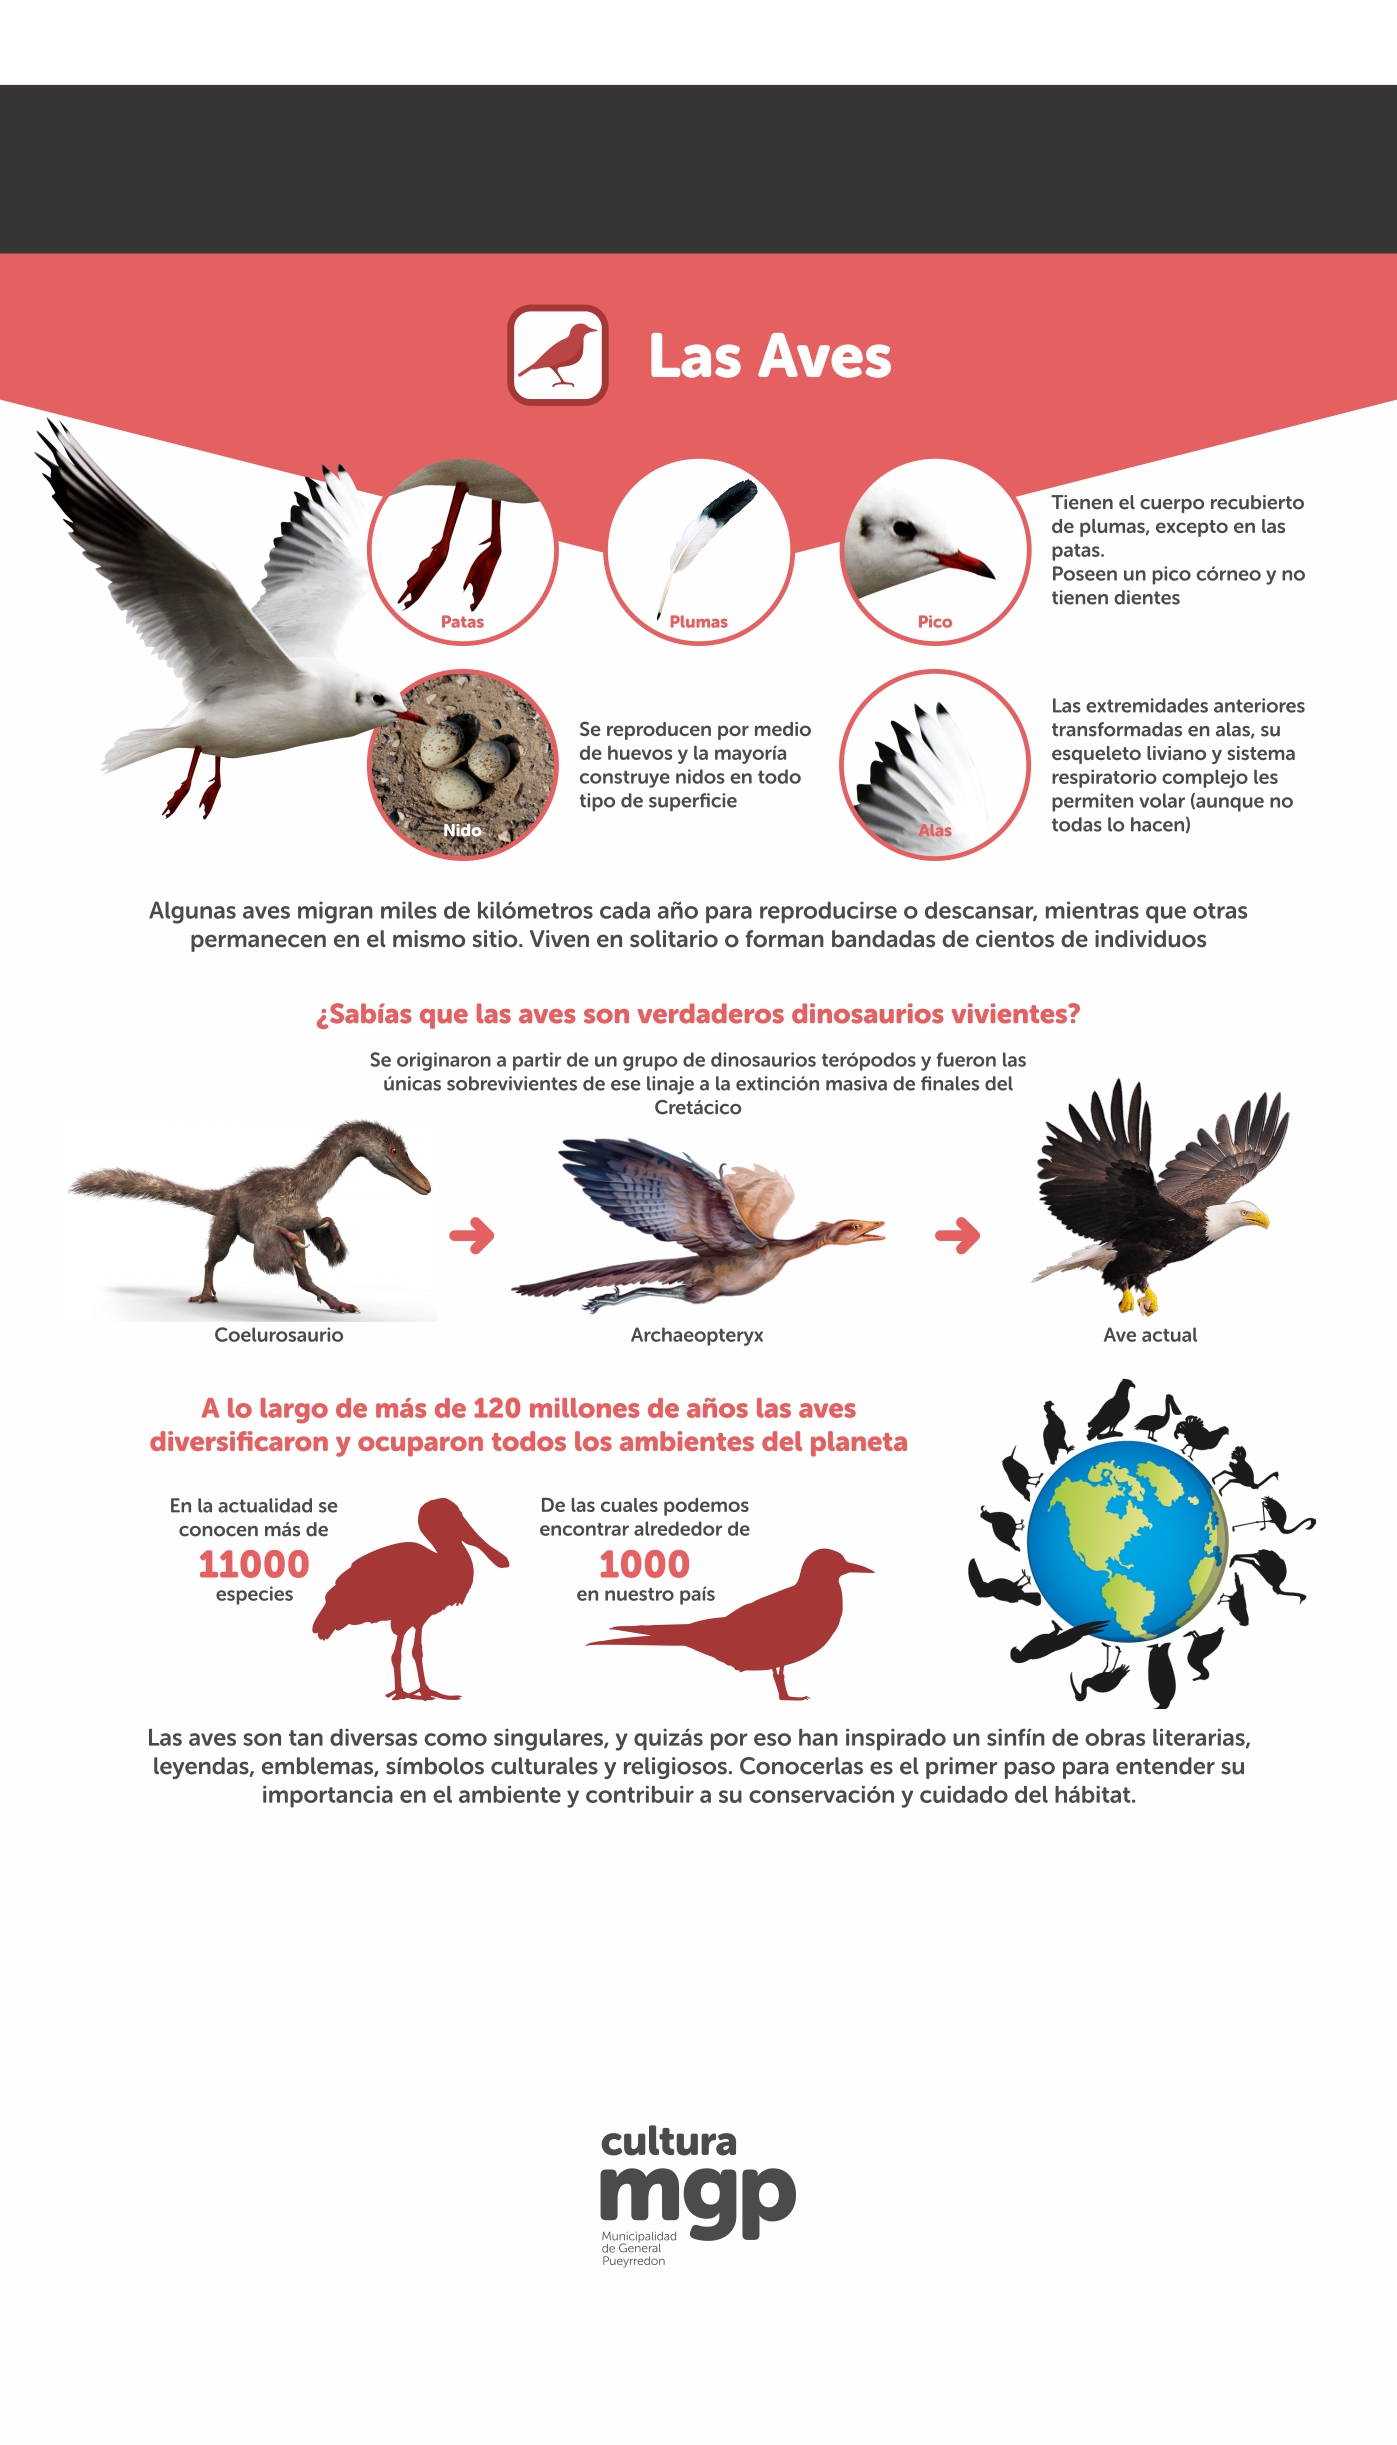 Las Aves
Patas
Plumas
Pico
Tienen el cuerpo recubierto
de plumas, excepto en las
patas.
Poseen un pico córneo y no
tienen dientes
Nido
Se reproducen por medio
de huevos y la mayoría
construye nidos en todo
tipo de superficie
Alas
Las extremidades anteriores
transformadas en alas, su
esqueleto liviano y sistema
respiratorio complejo les
permiten volar (aunque no
todas lo hacen)
Algunas aves migran miles de kilómetros cada año para reproducirse o descansar, mientras que otras
permanecen en el mismo sitio. Viven en solitario o forman bandadas de cientos de individuos
¿Sabías que las aves son verdaderos dinosaurios vivientes?
Se originaron a partir de un grupo de dinosaurios terópodos y fueron las
únicas sobrevivientes de ese linaje a la extinción masiva de finales del
Cretácico
Coelurosaurio
Archaeopteryx
Ave actual
A lo largo de más de 120 millones de años las aves
diversificaron y ocuparon todos los ambientes del planeta
En la actualidad se
conocen más de
11000
especies
De las cuales podemos
encontrar alrededor de
1000
en nuestro país
Las aves son tan diversas como singulares, y quizás por eso han inspirado un sinfín de obras literarias,
leyendas, emblemas, símbolos culturales y religiosos. Conocerlas es el primer paso para entender su
importancia en el ambiente y contribuir a su conservación y cuidado del hábitat.
cultura
mgp
Municipalidad
de General
Pueyrredon